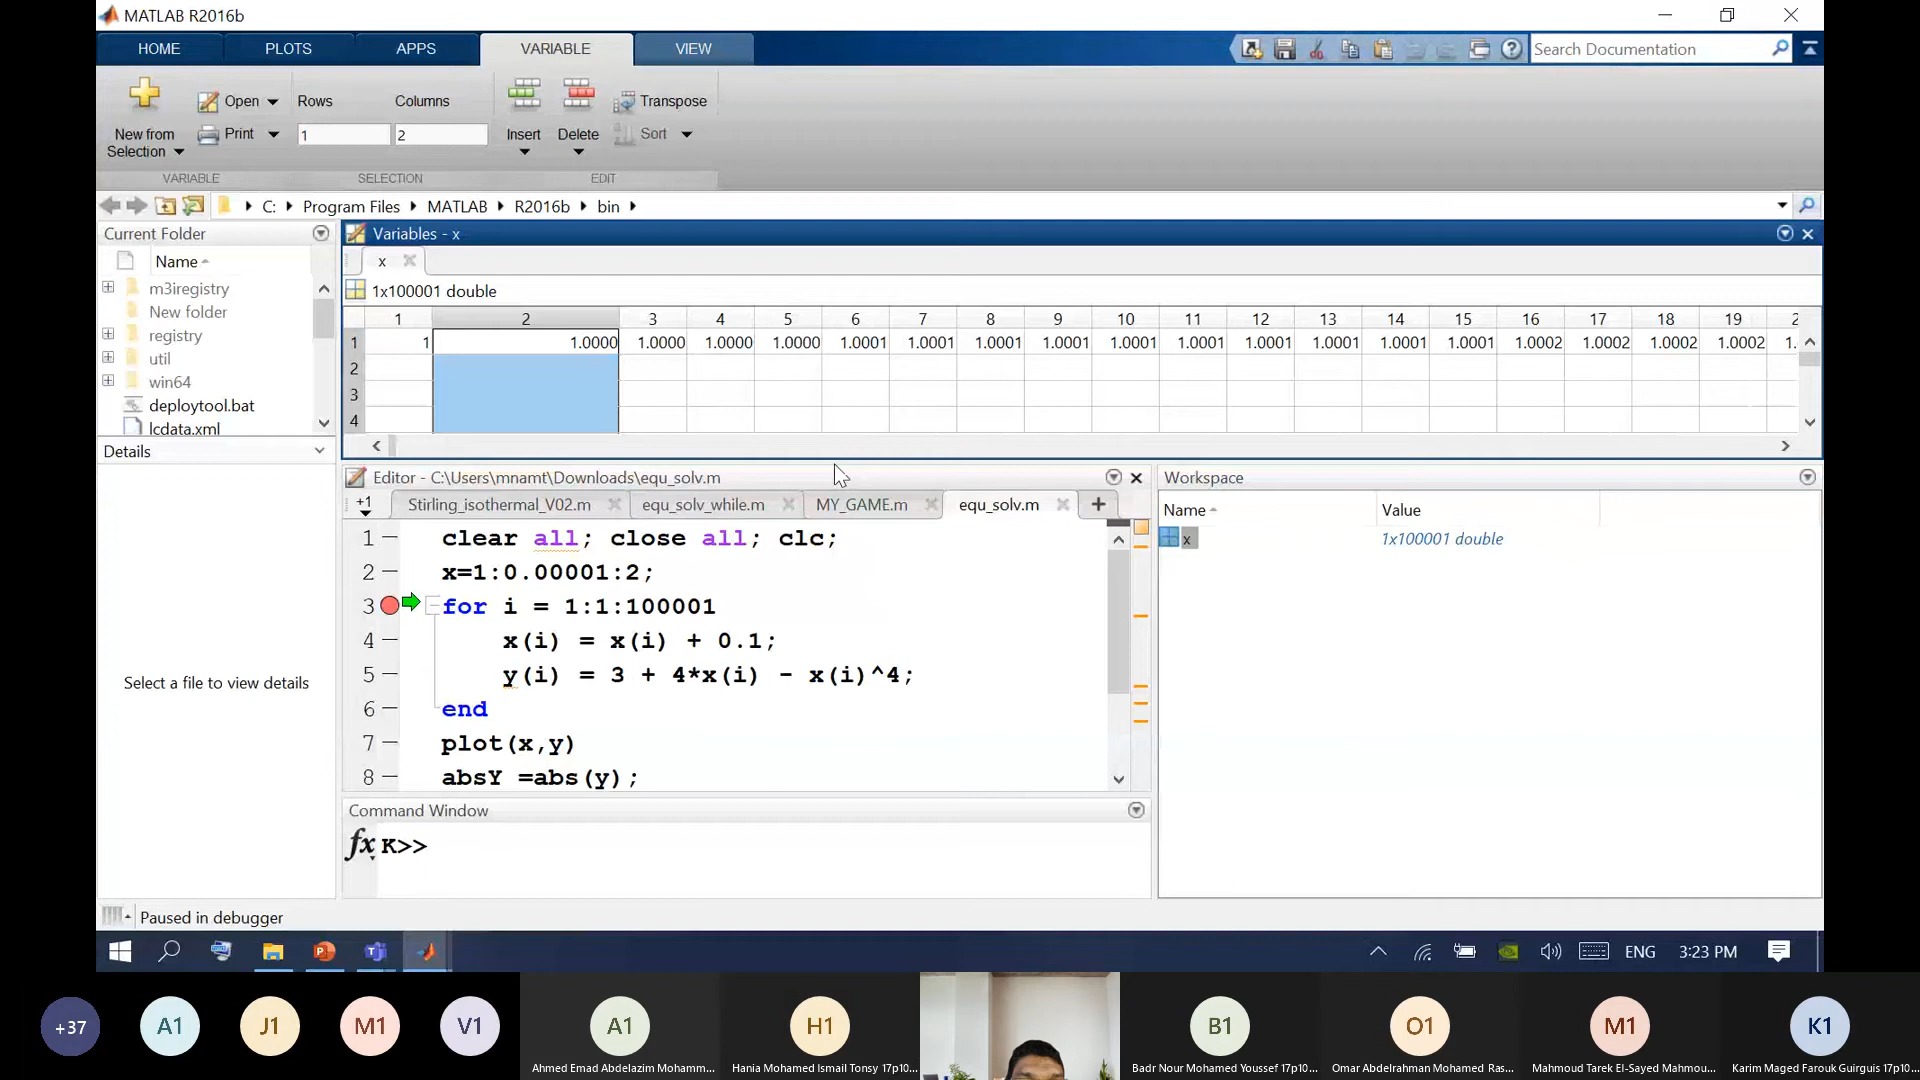 MATLAB R2016b
HOME PLOTS APPS VARIABLE VIEW
Search Documentation
New from
Selection
Open
Print
Rows Columns
1 2
Insert Delete
Transpose
Sort
VARIABLE SELECTION EDIT
C: Program Files MATLAB R2016b bin
Current Folder
Name
m3iregistry
New folder
registry
util
win64
deploytool.bat
lcdata.xml
Details
Select a file to view details
Variables - x
x
1x100001 double
1 2 3 4 5 6 7 8 9 10 11 12 13 14 15 16 17 18 19 2
1 1 1.0000 1.0000 1.0000 1.0000 1.0001 1.0001 1.0001 1.0001 1.0001 1.0001 1.0001 1.0001 1.0001 1.0001 1.0002 1.0002 1.0002 1.0002 1.
2
3
4
Editor - C:\Users\mnamt\Downloads\equ_solv.m
+1 Stirling_isothermal_V02.m equ_solv_while.m MY_GAME.m equ_solv.m
1 clear all; close all; clc;
2 x=1:0.00001:2;
3 for i = 1:1:100001
4 x(i) = x(i) + 0.1;
5 y(i) = 3 + 4*x(i) - x(i)^4;
6 end
7 plot(x,y)
8 absY =abs(y);
Command Window
fx K>>
Workspace
Name Value
x 1x100001 double
Paused in debugger
ENG 3:23 PM
+37 A1 J1 M1 V1 A1 H1 B1 O1 M1 K1
Ahmed Emad Abdelazim Mohamm... Hania Mohamed Ismail Tonsy 17p10... Badr Nour Mohamed Youssef 17p10... Omar Abdelrahman Mohamed Ras... Mahmoud Tarek El-Sayed Mahmou... Karim Maged Farouk Guirguis 17p10...